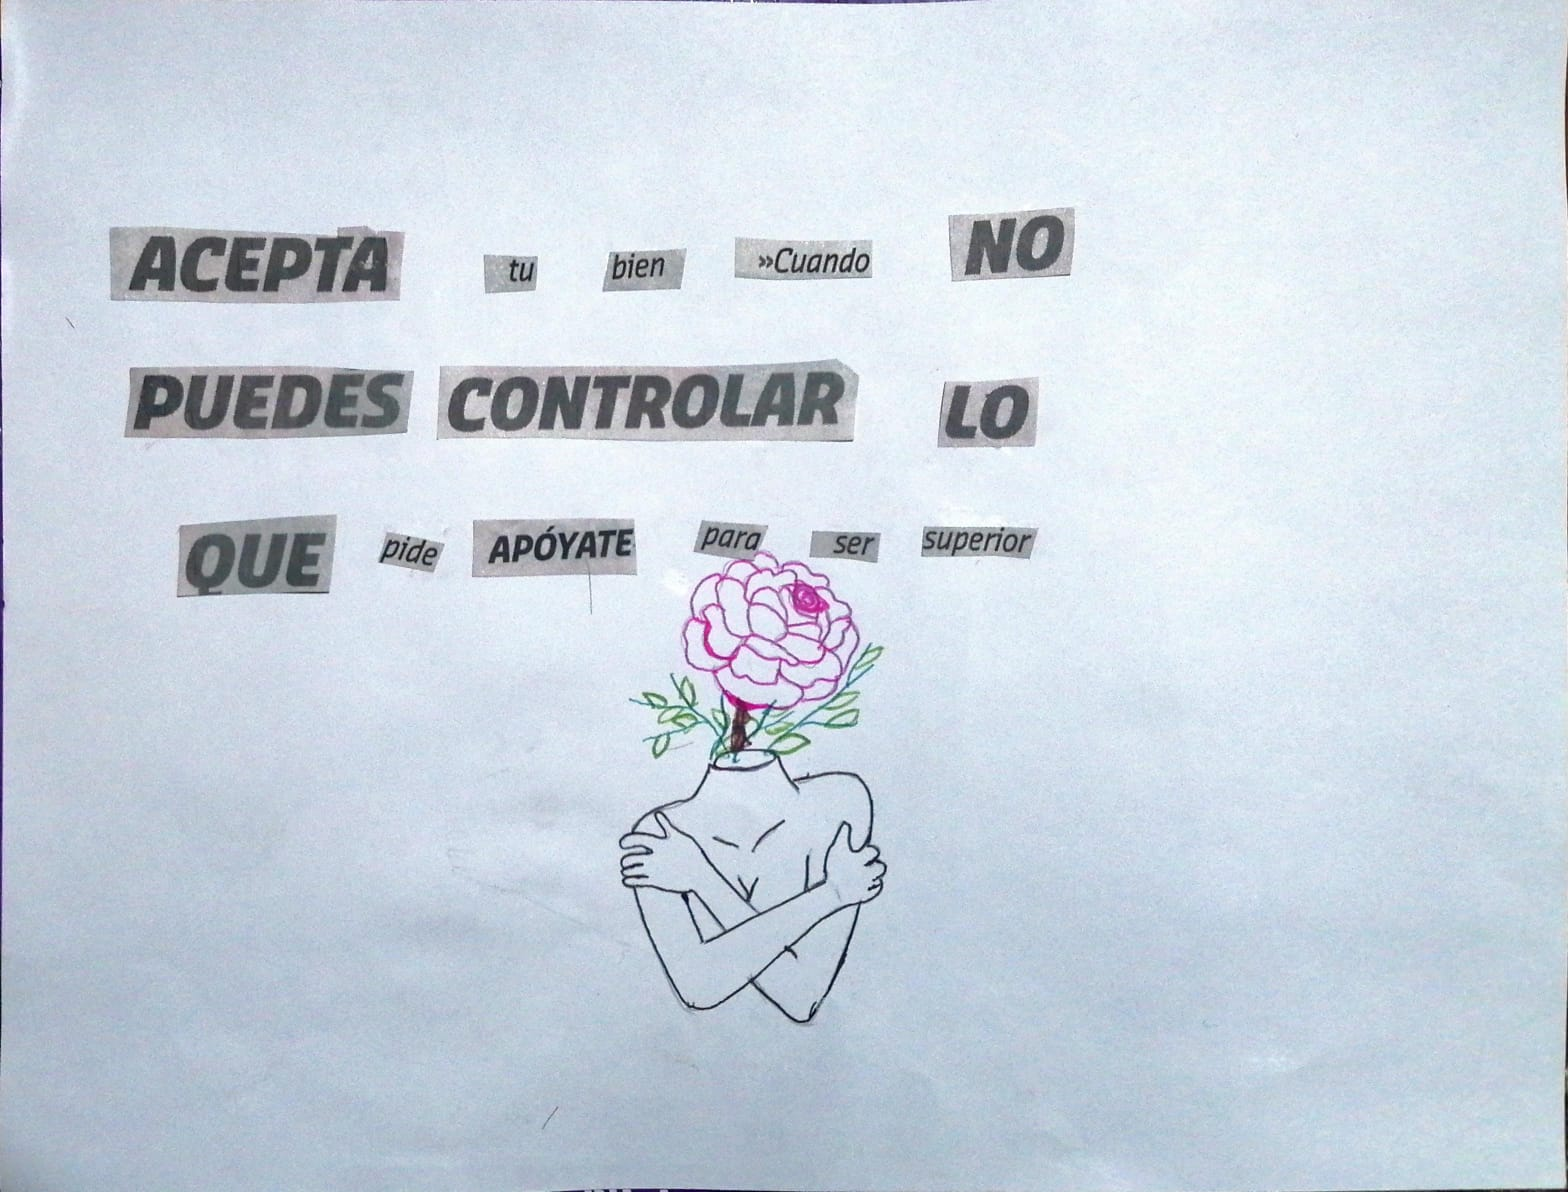 ACEPTA tu bien »Cuando NO
PUEDES CONTROLAR LO
QUE pide APÓYATE para ser superior